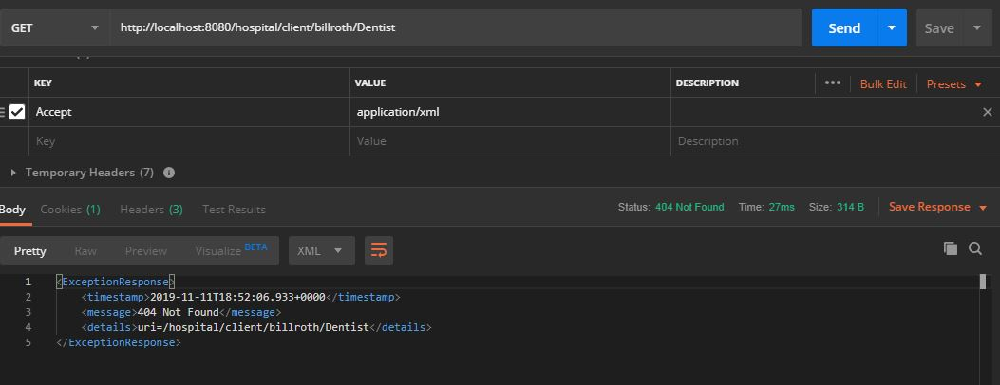 GET http://localhost:8080/hospital/client/billroth/Dentist Send Save
KEY VALUE DESCRIPTION ••• Bulk Edit Presets
Accept application/xml
Key Value Description
Temporary Headers (7)
Body Cookies (1) Headers (3) Test Results Status: 404 Not Found Time: 27ms Size: 314 B Save Response
Pretty Raw Preview Visualize BETA XML
1 <ExceptionResponse>
2 <timestamp>2019-11-11T18:52:06.933+0000</timestamp>
3 <message>404 Not Found</message>
4 <details>uri=/hospital/client/billroth/Dentist</details>
5 </ExceptionResponse>